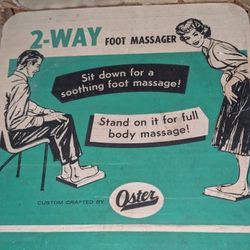 2-WAY FOOT MASSAGER
Sit down for a
soothing foot massage!
Stand on it for full
body massage!
CUSTOM CRAFTED BY Oster